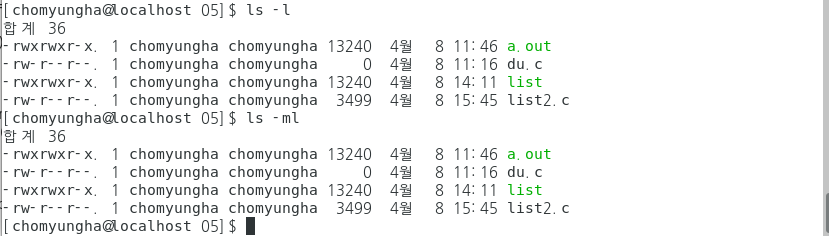 [chomyungha@localhost 05]$ ls -l
합계 36
-rwxrwxr-x. 1 chomyungha chomyungha 13240  4월  8 11:46 a.out
-rw-r--r--. 1 chomyungha chomyungha     0  4월  8 11:16 du.c
-rwxrwxr-x. 1 chomyungha chomyungha 13240  4월  8 14:11 list
-rw-r--r--. 1 chomyungha chomyungha  3499  4월  8 15:45 list2.c
[chomyungha@localhost 05]$ ls -ml
합계 36
-rwxrwxr-x. 1 chomyungha chomyungha 13240  4월  8 11:46 a.out
-rw-r--r--. 1 chomyungha chomyungha     0  4월  8 11:16 du.c
-rwxrwxr-x. 1 chomyungha chomyungha 13240  4월  8 14:11 list
-rw-r--r--. 1 chomyungha chomyungha  3499  4월  8 15:45 list2.c
[chomyungha@localhost 05]$